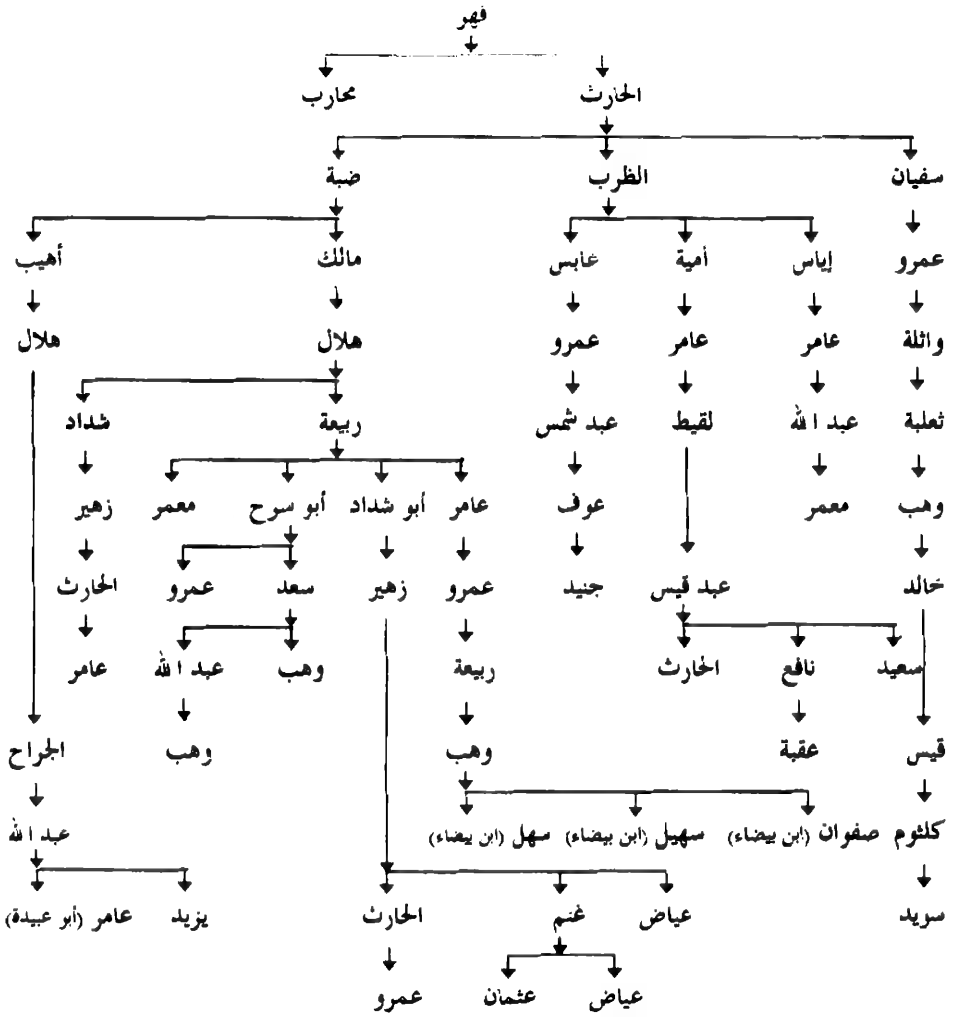 فهر
الحارث محارب
سفيان الظرب ضبة
عمرو إياس أمية عابس مالك أهيب
واثلة عامر عامر عمرو هلال هلال
ثعلبة عبد الله لقيط عبد شمس ربيعة شداد
وهب معمر عوف عامر أبو شداد أبو سرح معمر زهير
خالد عبد قيس جنيد عمرو زهير سعد عمرو الحارث
سعيد نافع الحارث ربيعة وهب عبد الله عامر
قيس عقبة وهب وهب الجراح
كلثوم صفوان (ابن بيضاء) سهيل (ابن بيضاء) سهل (ابن بيضاء) عبد الله
سويد عياض غنم الحارث يزيد عامر (أبو عبيدة)
عياض عثمان عمرو